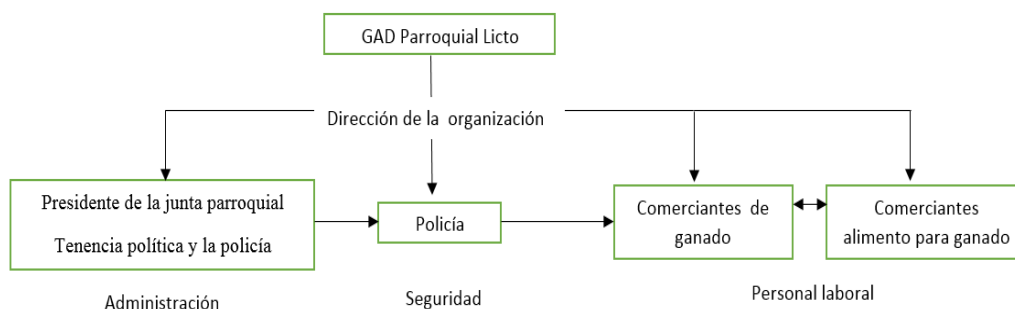 GAD Parroquial Licto
Dirección de la organización
Presidente de la junta parroquial
Tenencia política y la policía
Policía
Comerciantes de
ganado
Comerciantes
alimento para ganado
Administración
Seguridad
Personal laboral